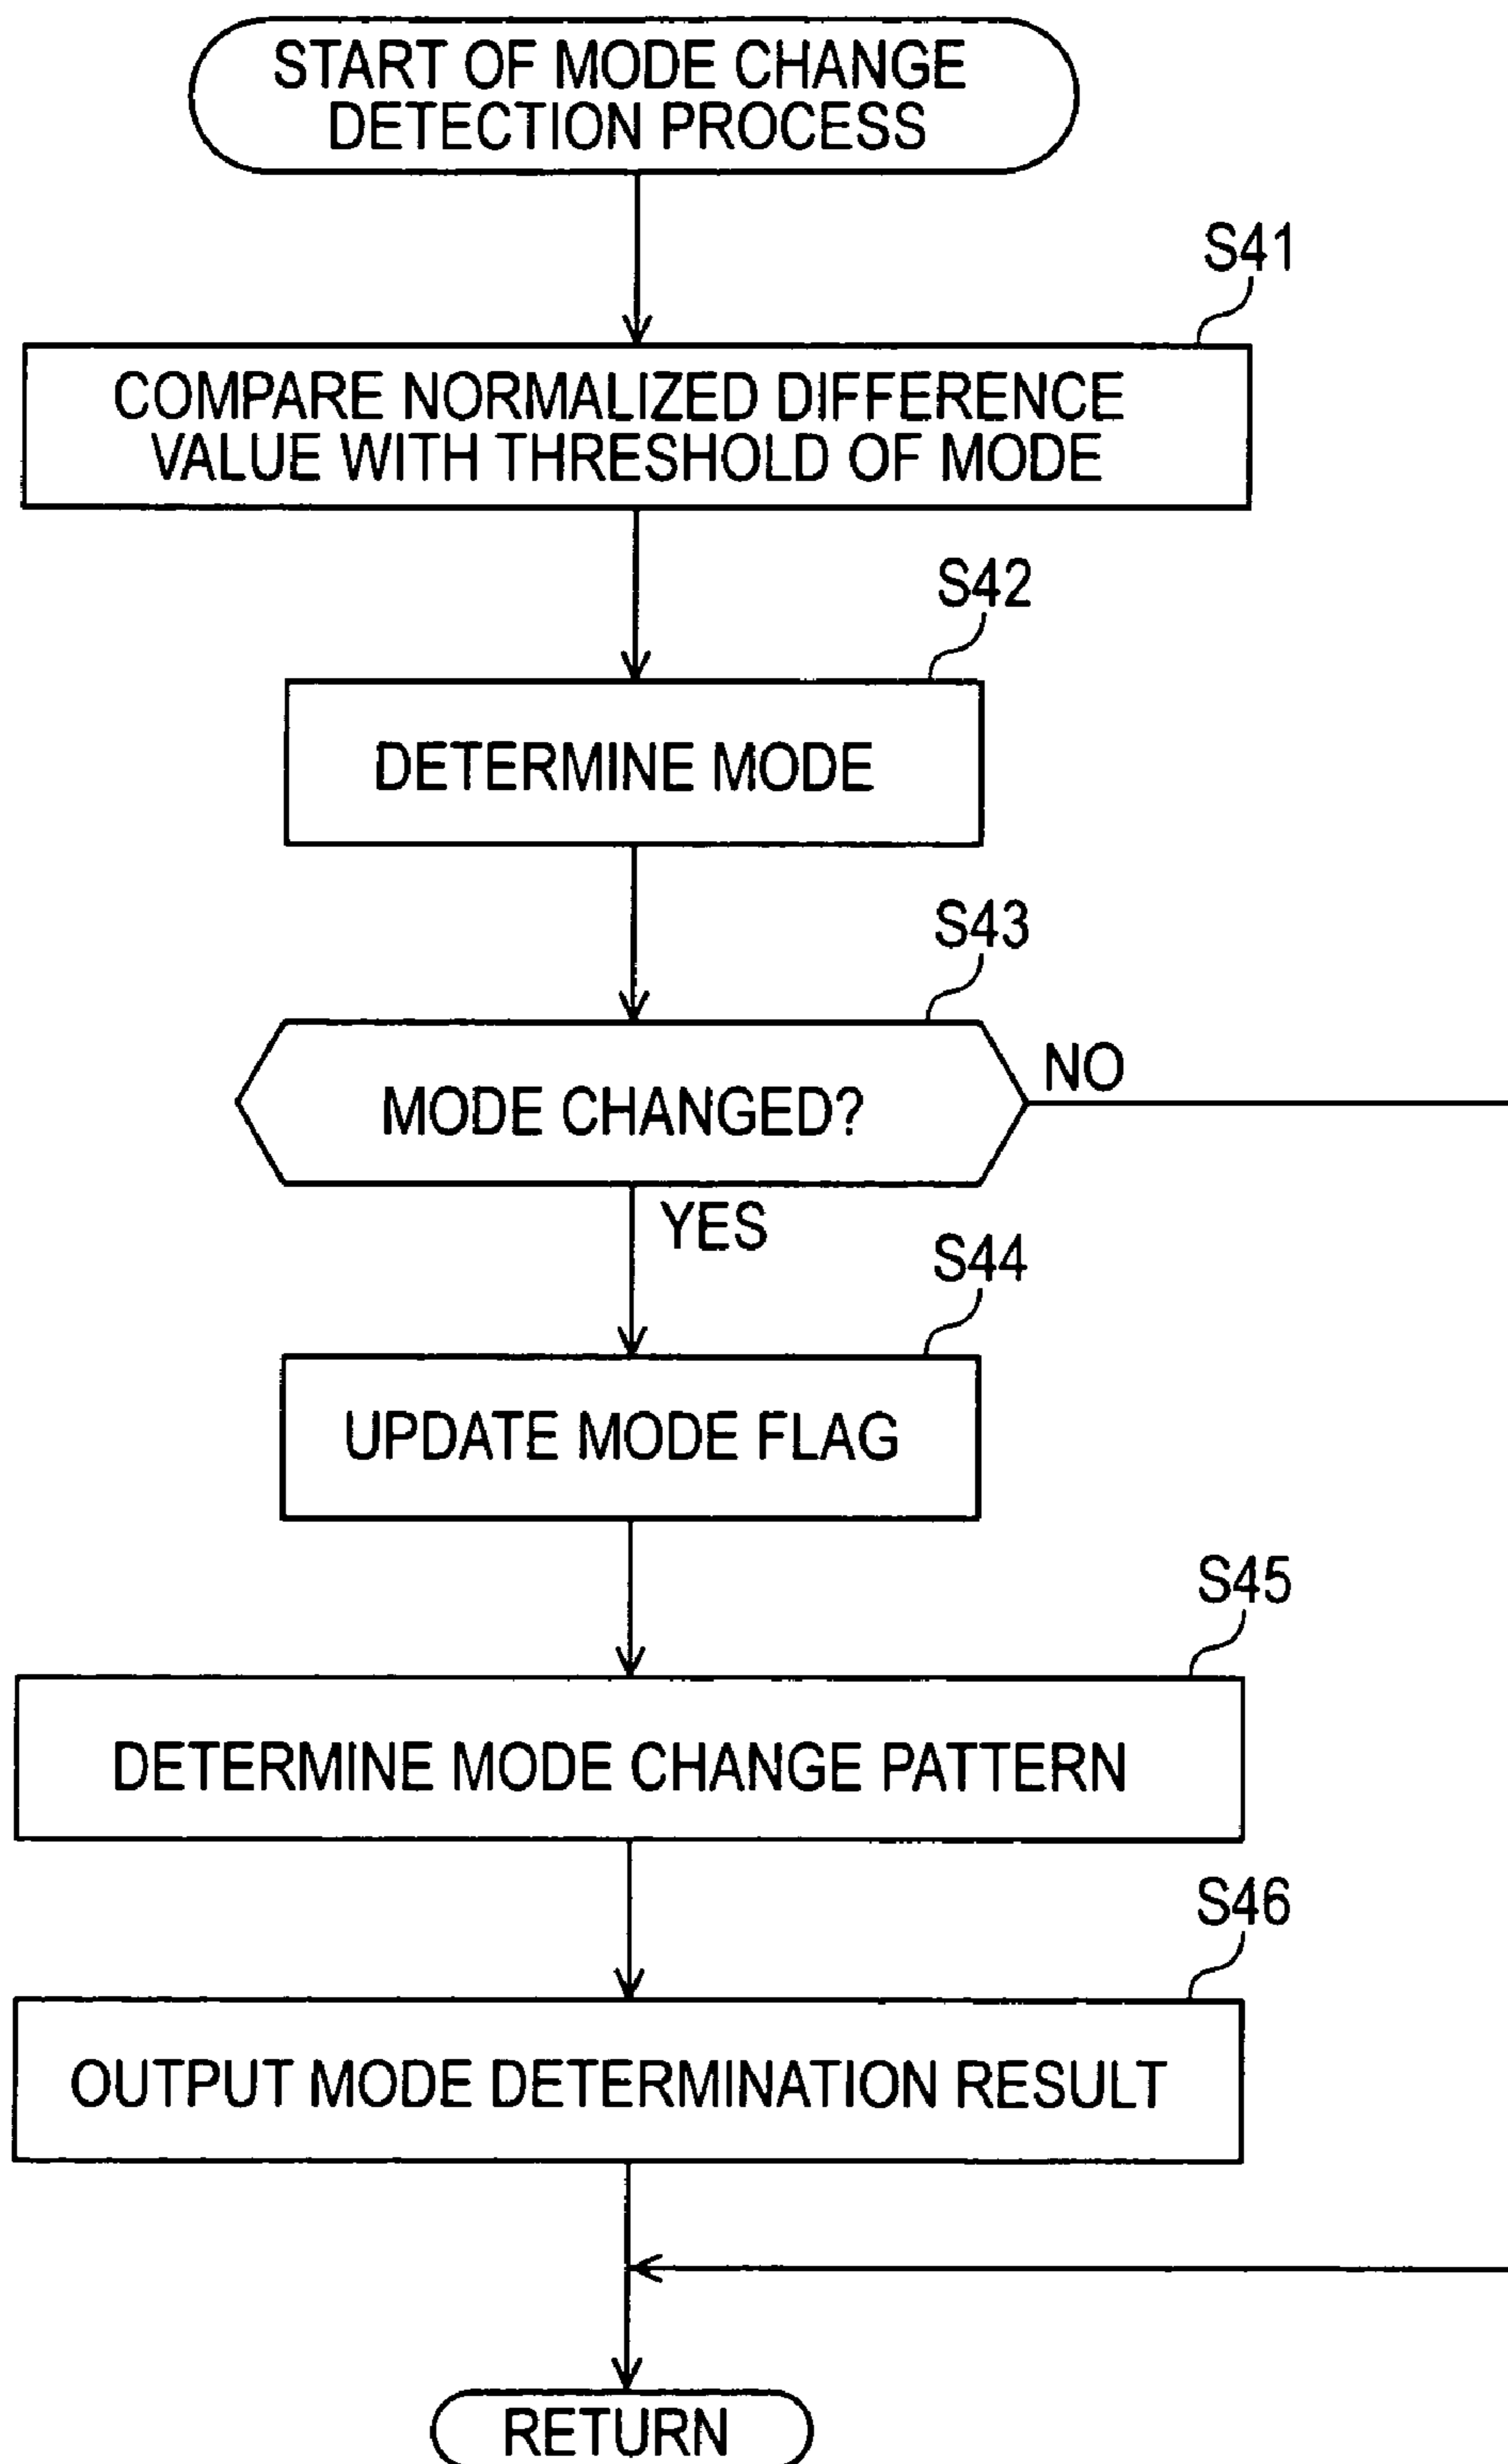 START OF MODE CHANGE
DETECTION PROCESS
S41
COMPARE NORMALIZED DIFFERENCE
VALUE WITH THRESHOLD OF MODE
S42
DETERMINE MODE
S43
MODE CHANGED?
NO
YES
S44
UPDATE MODE FLAG
S45
DETERMINE MODE CHANGE PATTERN
S46
OUTPUT MODE DETERMINATION RESULT
RETURN